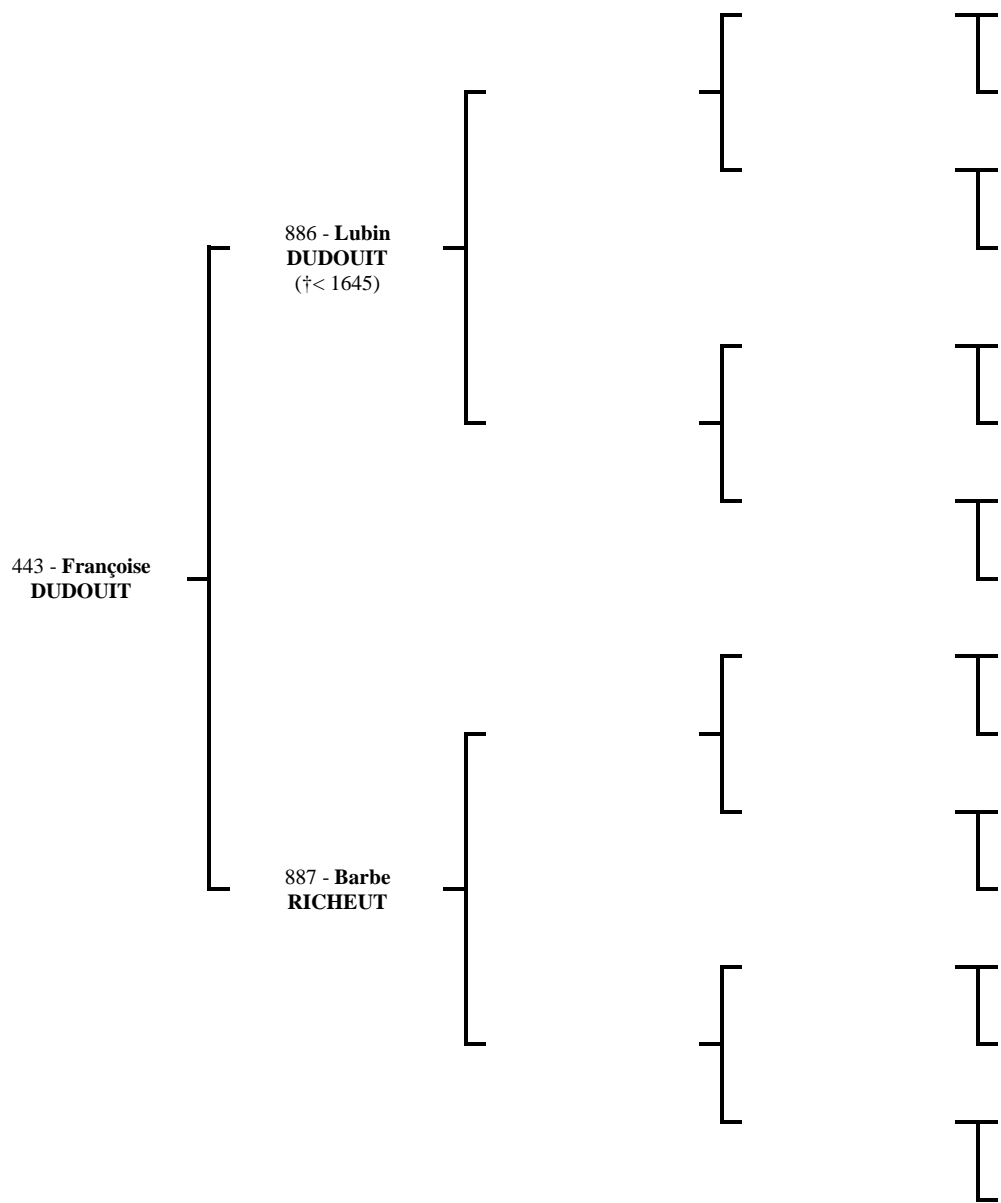 886 - Lubin
DUDOUIT
(†< 1645)
443 - Françoise
DUDOUIT
887 - Barbe
RICHEUT